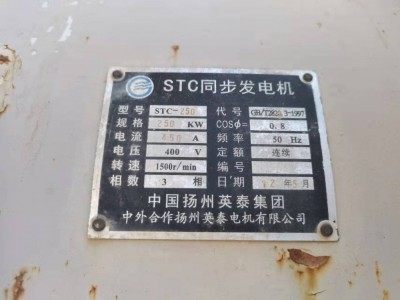 STC同步发电机
型号 STC-250 代号
规格 250 KW COSϕ= 0.8
电流 450 A 频率 50 Hz
电压 400 V 定额 连续
转速 1500r/min 编号
相数 3 相 日期 年 月
中国扬州英泰集团
中外合作扬州英泰电机有限公司